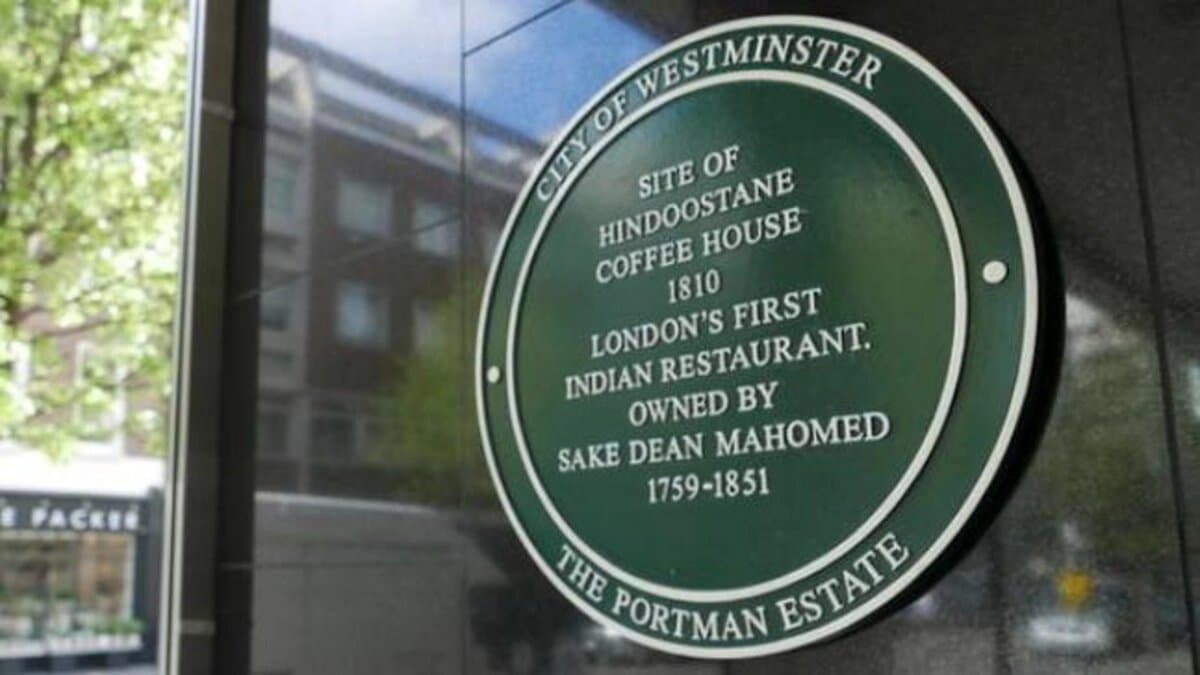 CITY OF WESTMINSTER
SITE OF
HINDOOSTANE
COFFEE HOUSE
1810
LONDON'S FIRST
INDIAN RESTAURANT.
OWNED BY
SAKE DEAN MAHOMED
1759-1851
THE PORTMAN ESTATE